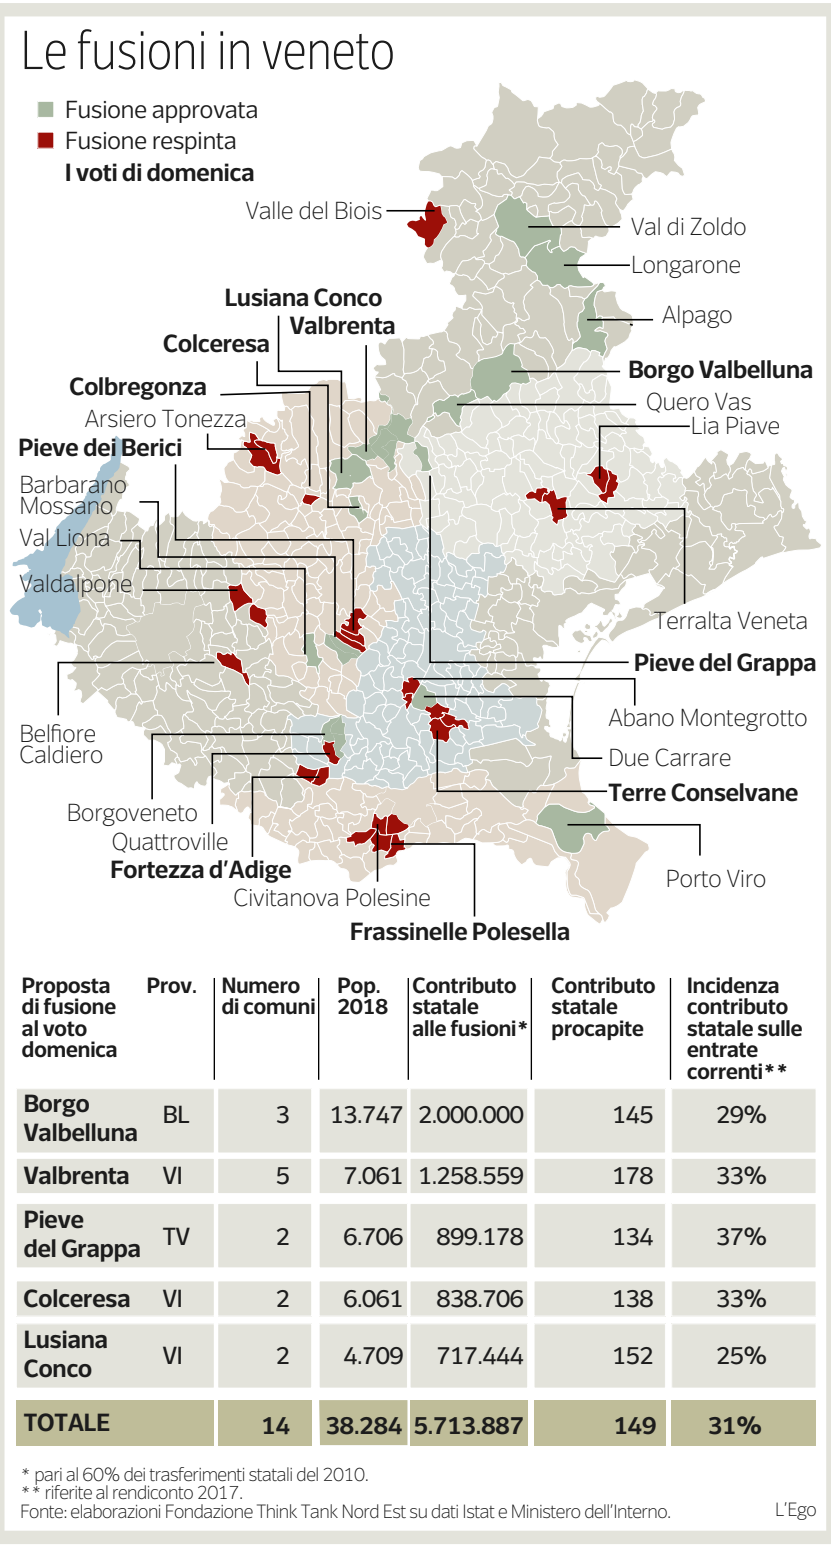 Le fusioni in veneto
Fusione approvata
Fusione respinta
I voti di domenica
Valle del Biois
Val di Zoldo
Longarone
Lusiana Conco
Valbrenta
Alpago
Colceresa
Borgo Valbelluna
Colbregonza
Quero Vas
Arsiero Tonezza
Lia Piave
Pieve dei Berici
Barbarano
Mossano
Val Liona
Valdalpone
Terralta Veneta
Pieve del Grappa
Abano Montegrotto
Belfiore
Caldiero
Due Carrare
Terre Conselvane
Borgoveneto
Quattroville
Fortezza d'Adige
Porto Viro
Civitanova Polesine
Frassinelle Polesella
Proposta
di fusione
al voto
domenica
Prov.
Numero
di comuni
Pop.
2018
Contributo
statale
alle fusioni*
Contributo
statale
procapite
Incidenza
contributo
statale sulle
entrate
correnti**
Borgo
Valbelluna BL 3 13.747 2.000.000 145 29%
Valbrenta VI 5 7.061 1.258.559 178 33%
Pieve
del Grappa TV 2 6.706 899.178 134 37%
Colceresa VI 2 6.061 838.706 138 33%
Lusiana
Conco VI 2 4.709 717.444 152 25%
TOTALE 14 38.284 5.713.887 149 31%
* pari al 60% dei trasferimenti statali del 2010.
** riferite al rendiconto 2017.
Fonte: elaborazioni Fondazione Think Tank Nord Est su dati Istat e Ministero dell'Interno.
L'Ego